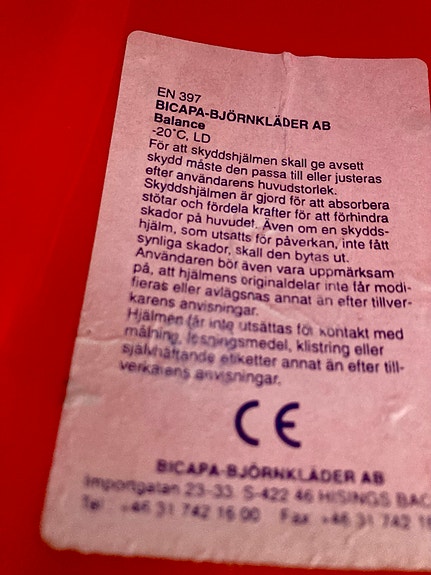 EN 397
BICAPA-BJÖRNKLÄDER AB
Balance
-20°C, LD
För att skyddshjälmen skall ge avsett
skydd måste den passa till eller justeras
efter användarens huvudstorlek.
Skyddshjälmen är gjord för att absorbera
stötar och fördela krafter för att förhindra
skador på huvudet. Även om en skydds-
hjälm, som utsatts för påverkan, inte fått
synliga skador, skall den bytas ut.
Användaren bör även vara uppmärksam
på, att hjälmens originaldelar inte får modi-
fieras eller avlägsnas annat än efter tillver-
karens anvisningar.
Hjälmen får inte utsättas för kontakt med
målning, lösningsmedel, klistring eller
självhäftande etiketter annat än efter till-
verkarens anvisningar.
CE
BICAPA-BJÖRNKLÄDER AB
Importgatan 23-33. S-422 46 HISINGS BAC
Tel +46 31 742 16 00 Fax +46 31 742